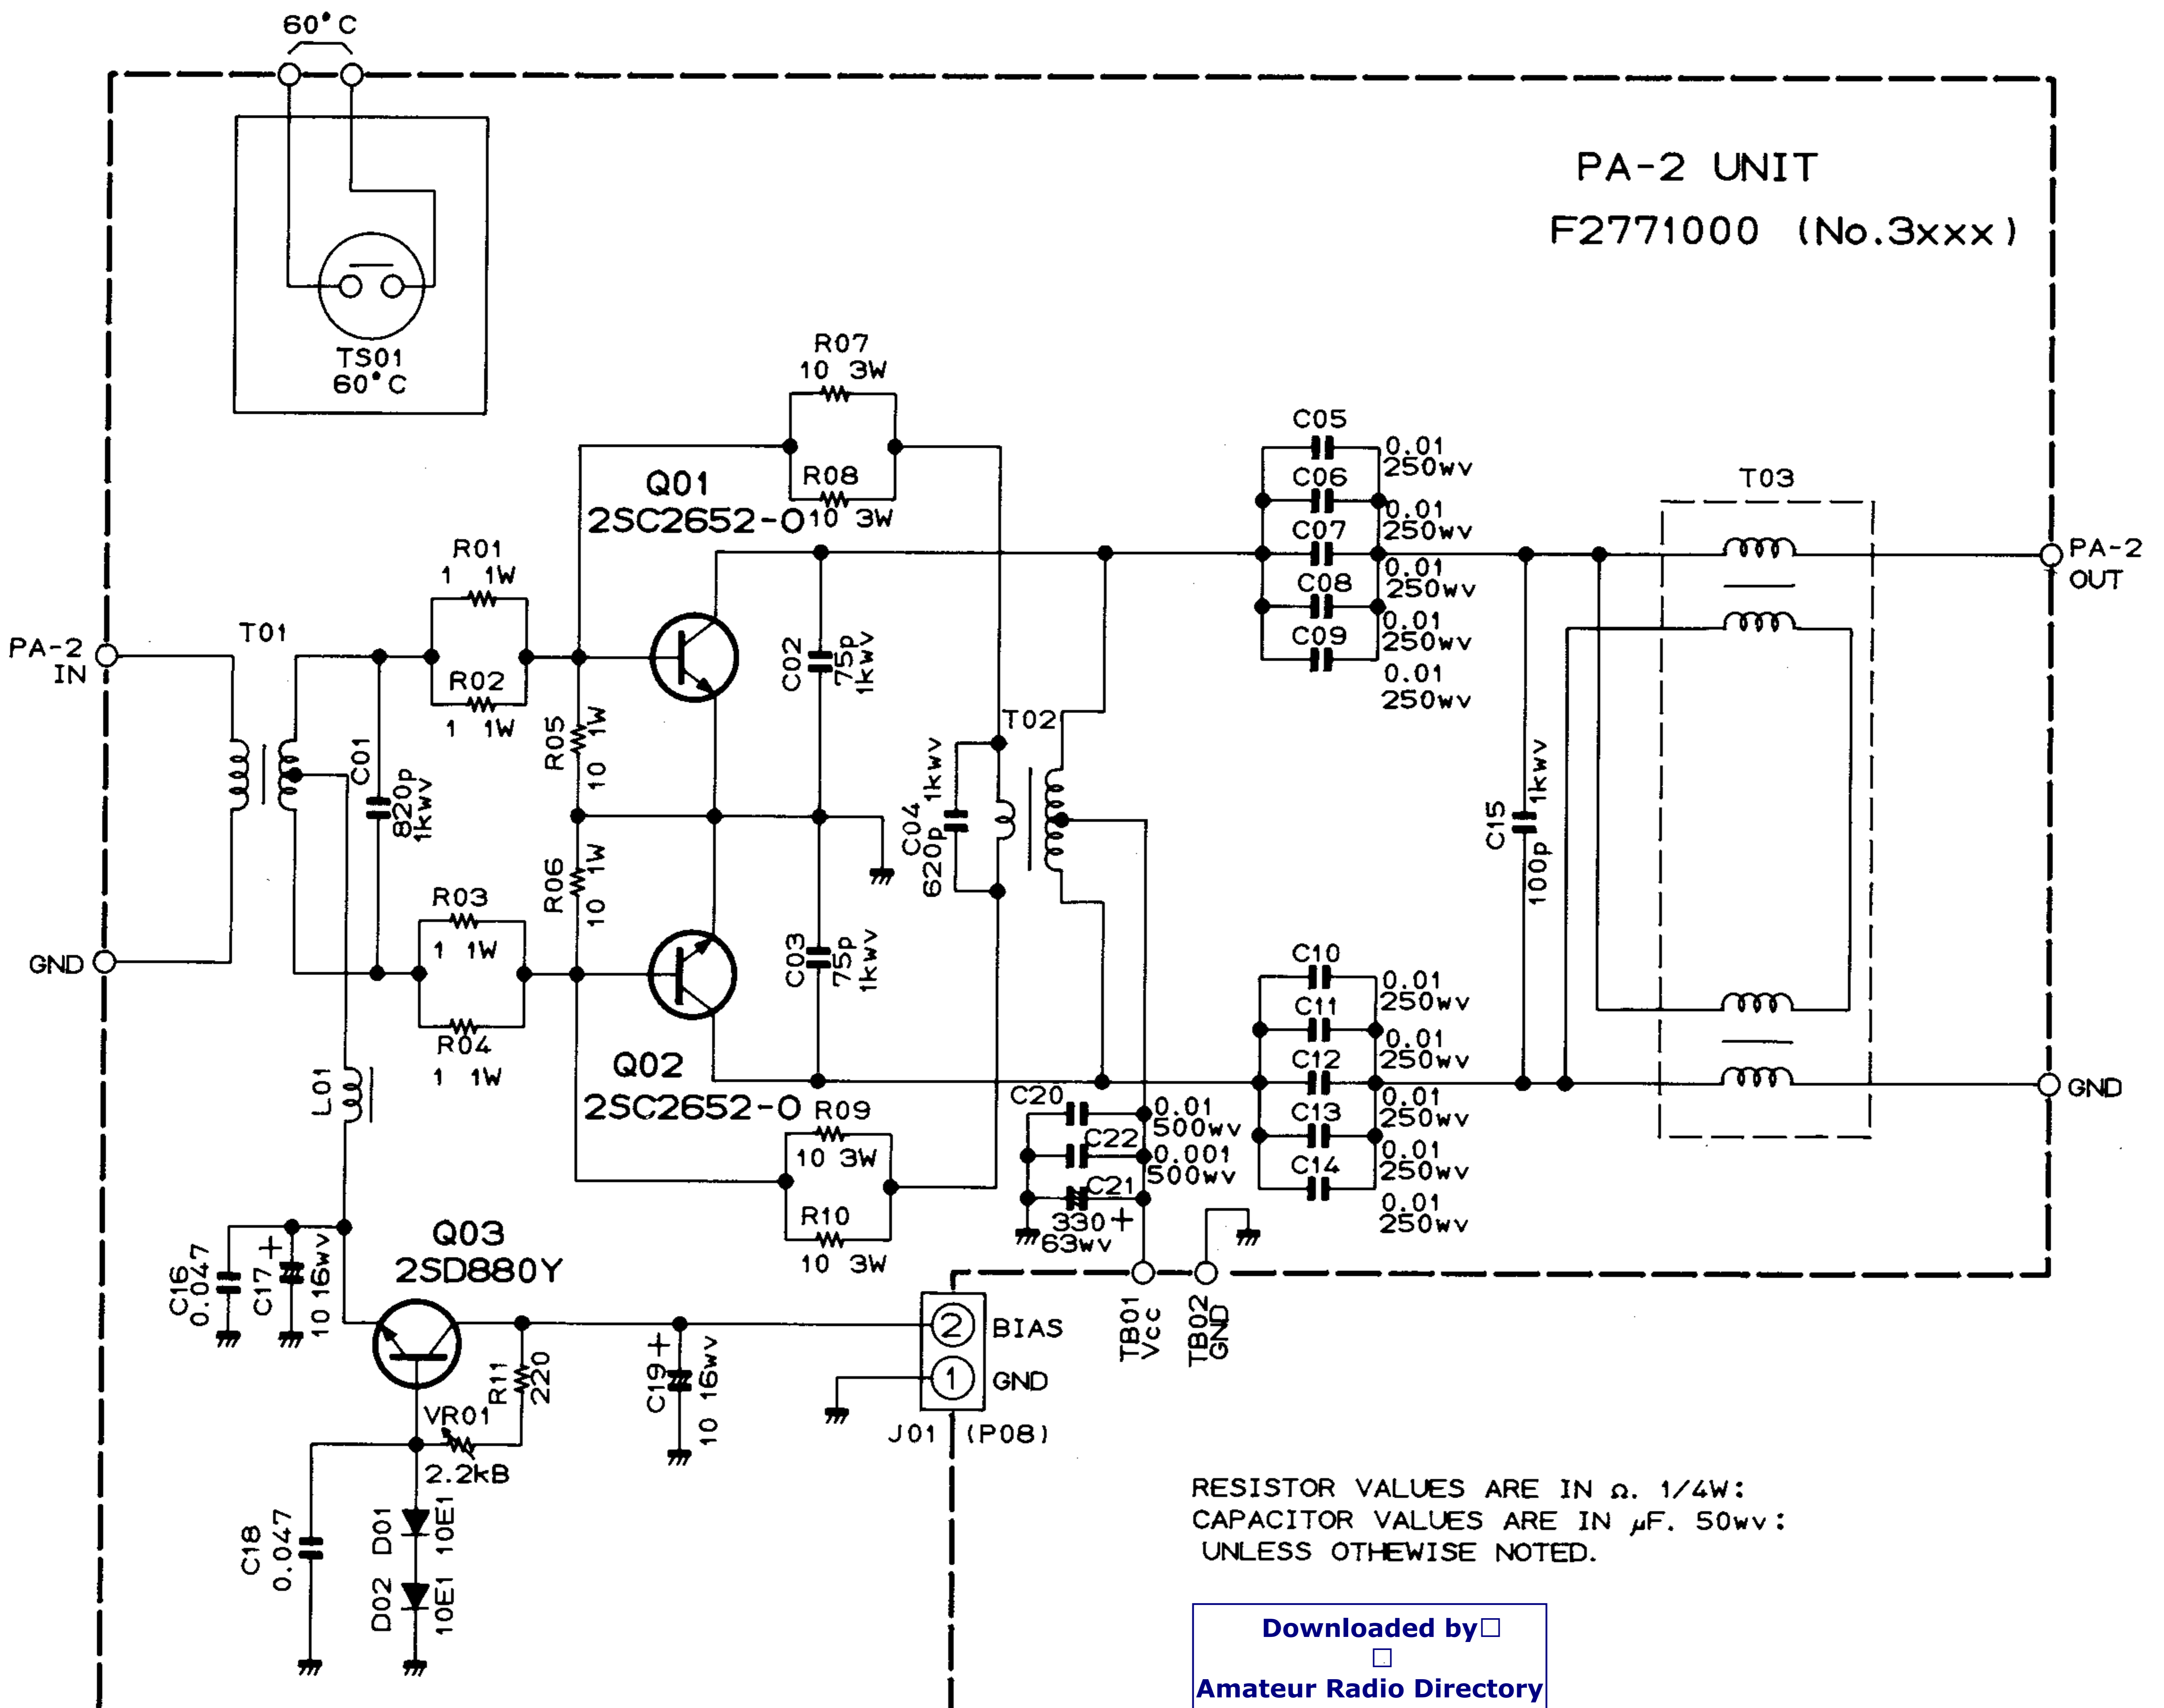 60°C
PA-2 UNIT
F2771000 (No.3xxx)
TS01
60°C
R07
10 3W
R08
10 3W
Q01
2SC2652-O
R01
1 1W
R02
1 1W
PA-2
IN
T01
C01
820p
1kwv
R05
10 1W
R06
10 1W
C02
75p
1kwv
C03
75p
1kwv
C04
620p 1kwv
T02
C05
0.01
250wv
C06
0.01
250wv
C07
0.01
250wv
C08
0.01
250wv
C09
0.01
250wv
C15
100p 1kwv
T03
PA-2
OUT
GND
R03
1 1W
R04
1 1W
Q02
2SC2652-O
L01
R09
10 3W
R10
10 3W
C10
0.01
250wv
C11
0.01
250wv
C12
0.01
250wv
C13
0.01
250wv
C14
0.01
250wv
GND
C20
0.01
500wv
C22
0.001
500wv
C21
330 +
63wv
TB01
Vcc
TB02
GND
C16
0.047
C17 +
10 16wv
Q03
2SD880Y
R11
220
VR01
2.2kB
C19 +
10 16wv
2 BIAS
1 GND
J01 (P08)
C18
0.047
D01
10E1
D02
10E1
RESISTOR VALUES ARE IN Ω. 1/4W:
CAPACITOR VALUES ARE IN µF. 50wv:
UNLESS OTHEWISE NOTED.
Downloaded by□
□
Amateur Radio Directory